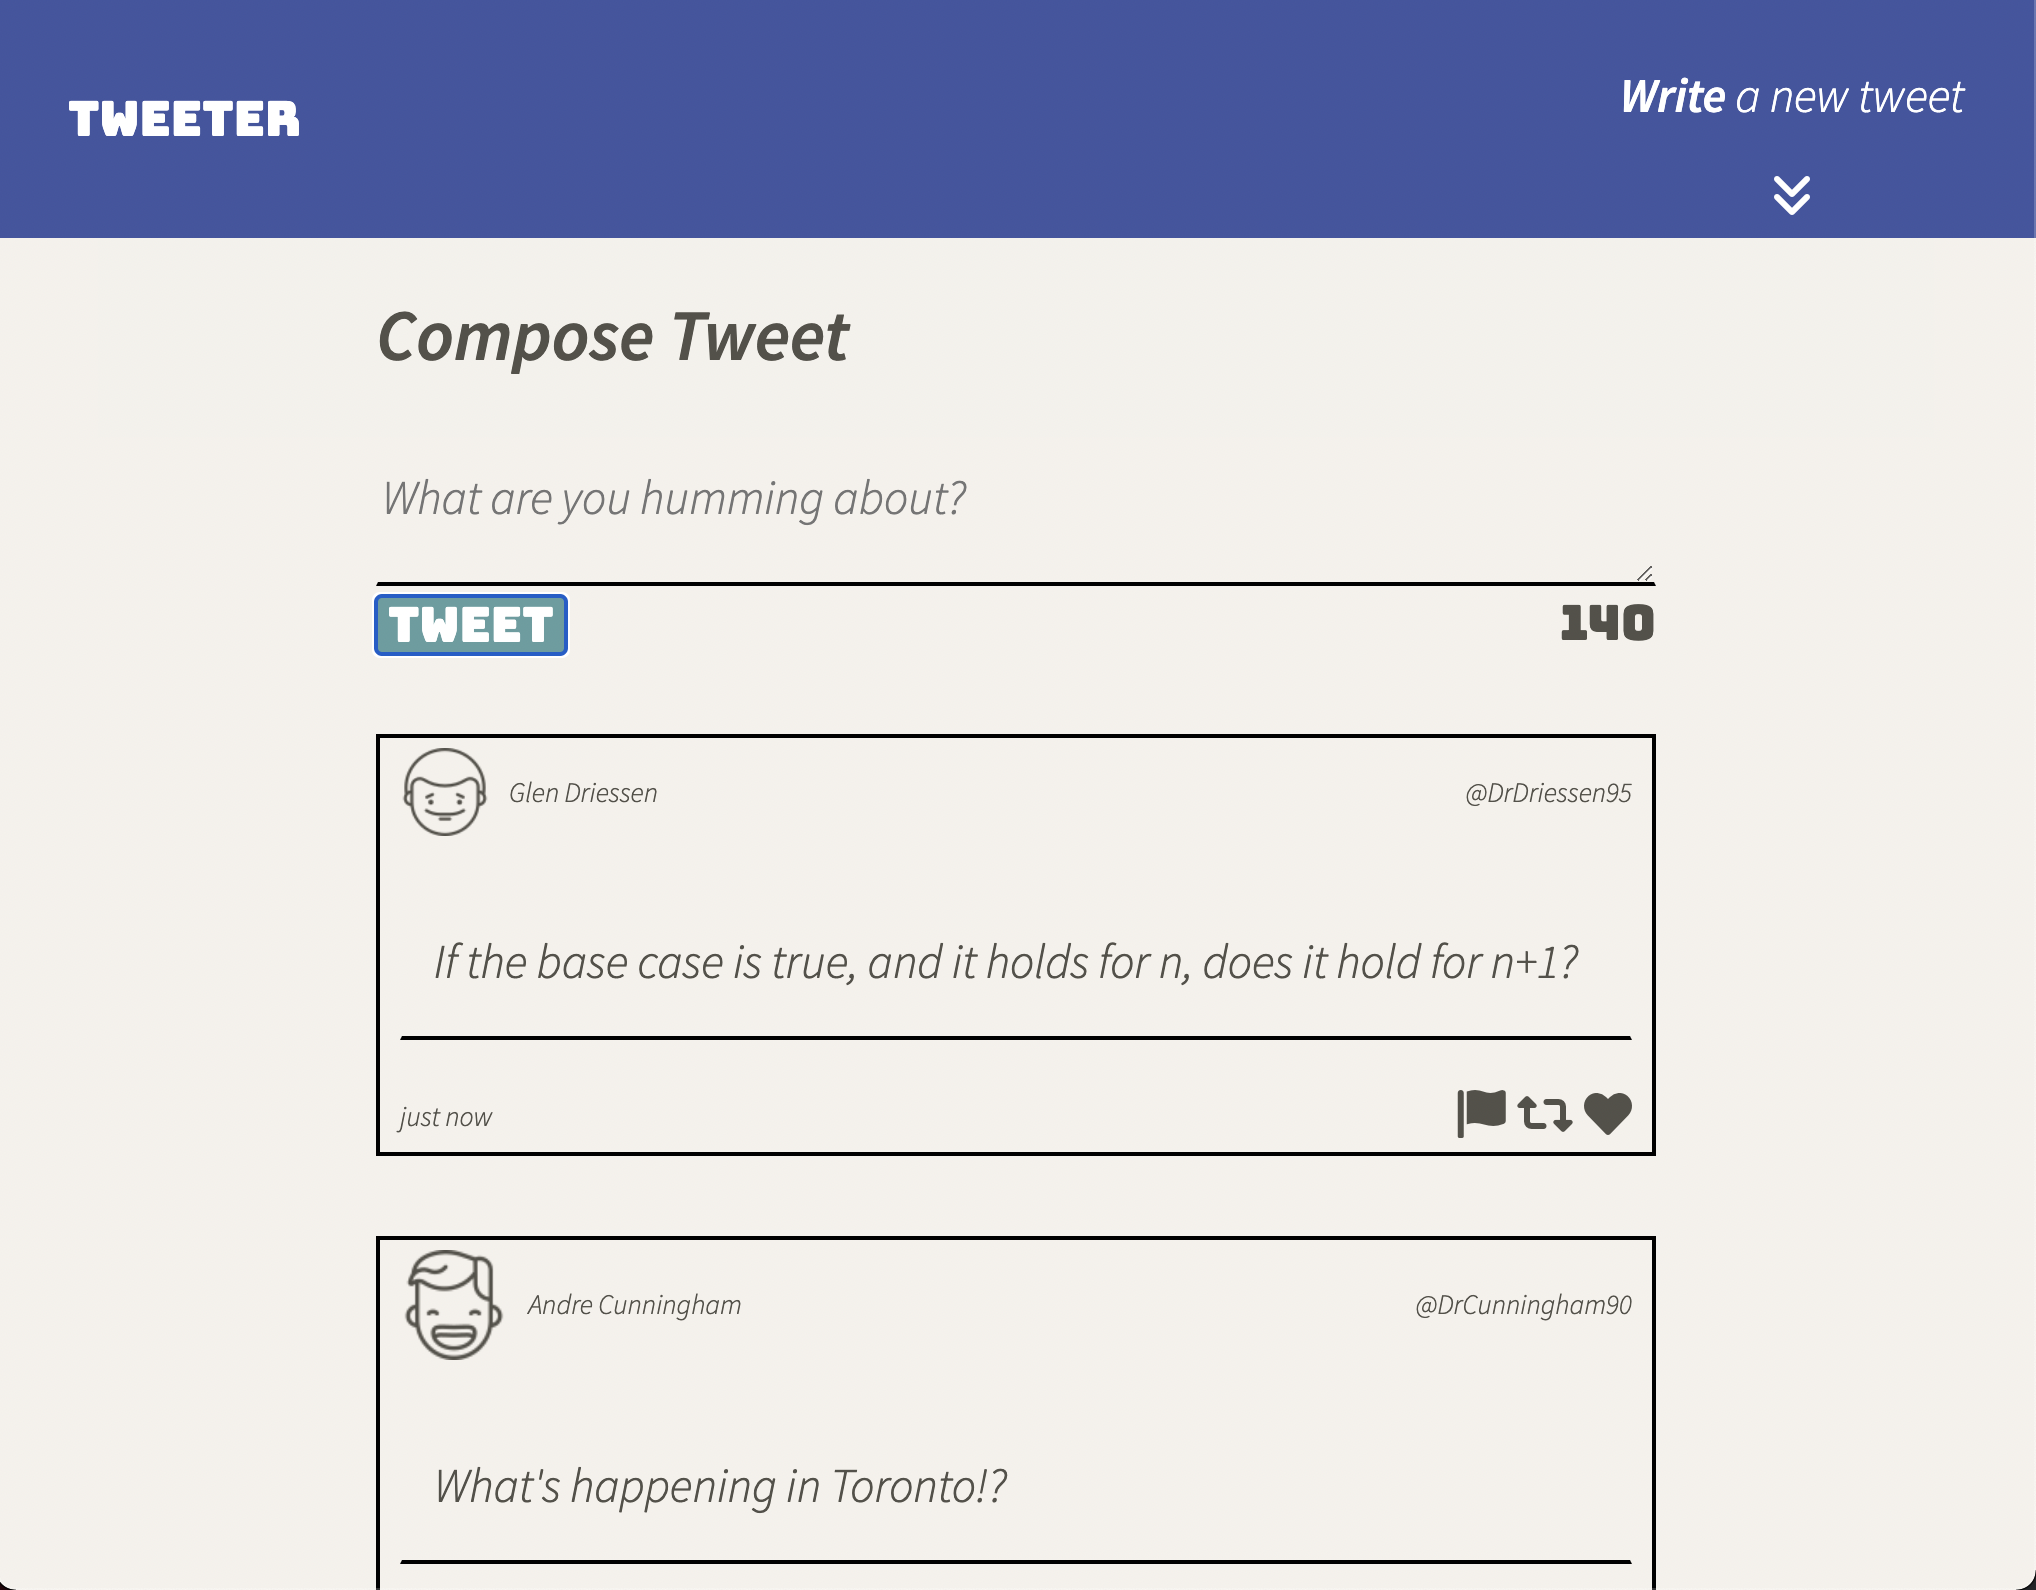 TWEETER
Write a new tweet
Compose Tweet
What are you humming about?
TWEET
140
Glen Driessen
@DrDriessen95
If the base case is true, and it holds for n, does it hold for n+1?
just now
Andre Cunningham
@DrCunningham90
What's happening in Toronto!?